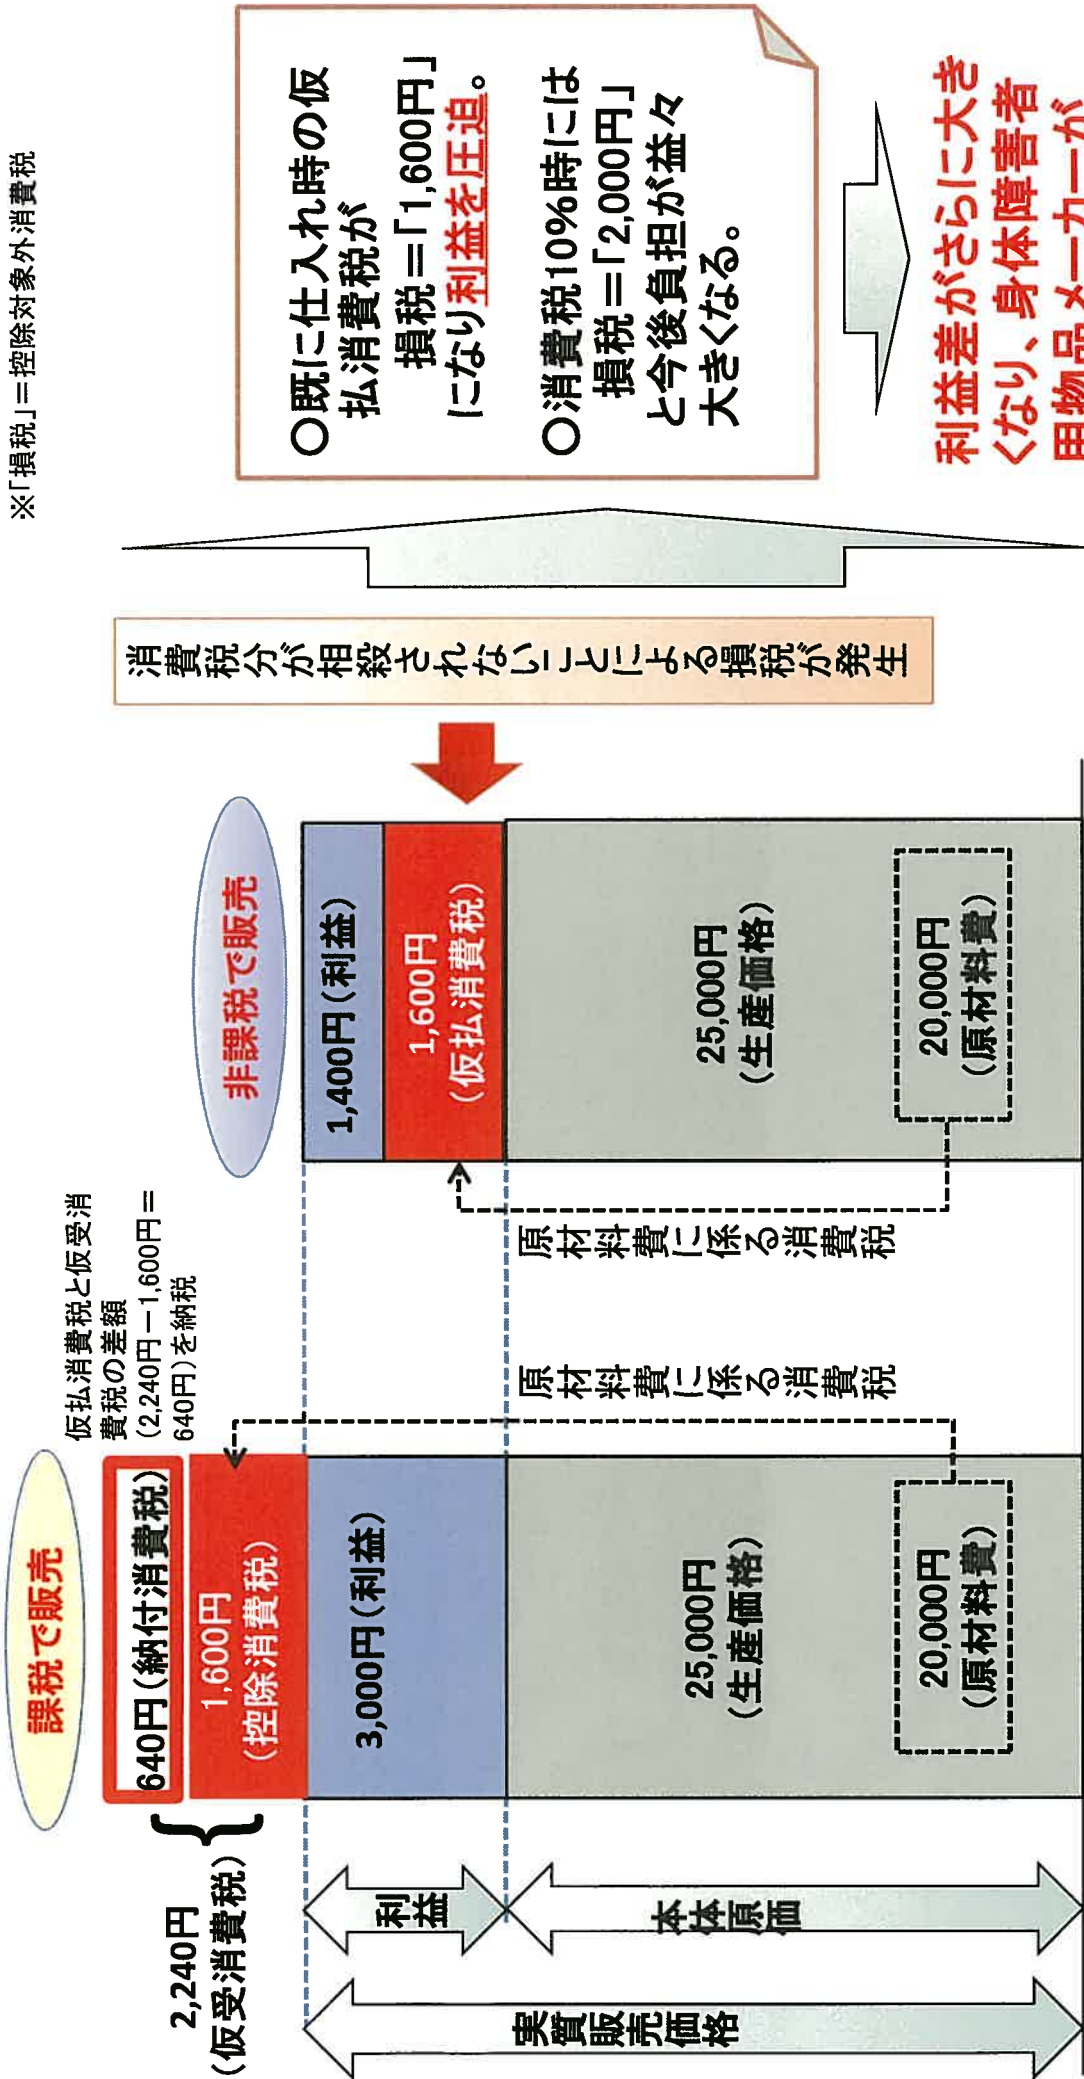 ※「損税」=控除対象外消費税
課税で販売
非課税で販売
仮払消費税と仮受消
費税の差額
(2,240円-1,600円=
640円)を納税
2,240円
(仮受消費税)
640円(納付消費税)
1,600円
(控除消費税)
3,000円(利益)
25,000円
(生産価格)
20,000円
(原材料費)
利益
本体原価
実質販売価格
原材料費に係る消費税
原材料費に係る消費税
1,400円(利益)
1,600円
(仮払消費税)
25,000円
(生産価格)
20,000円
(原材料費)
消費税分が相殺されないことによる損税が発生
○既に仕入れ時の仮
払消費税が
損税=「1,600円」
になり利益を圧迫。
○消費税10%時には
損税=「2,000円」
と今後負担が益々
大きくなる。
利益差がさらに大き
くなり、身体障害者
用物品メーカーが